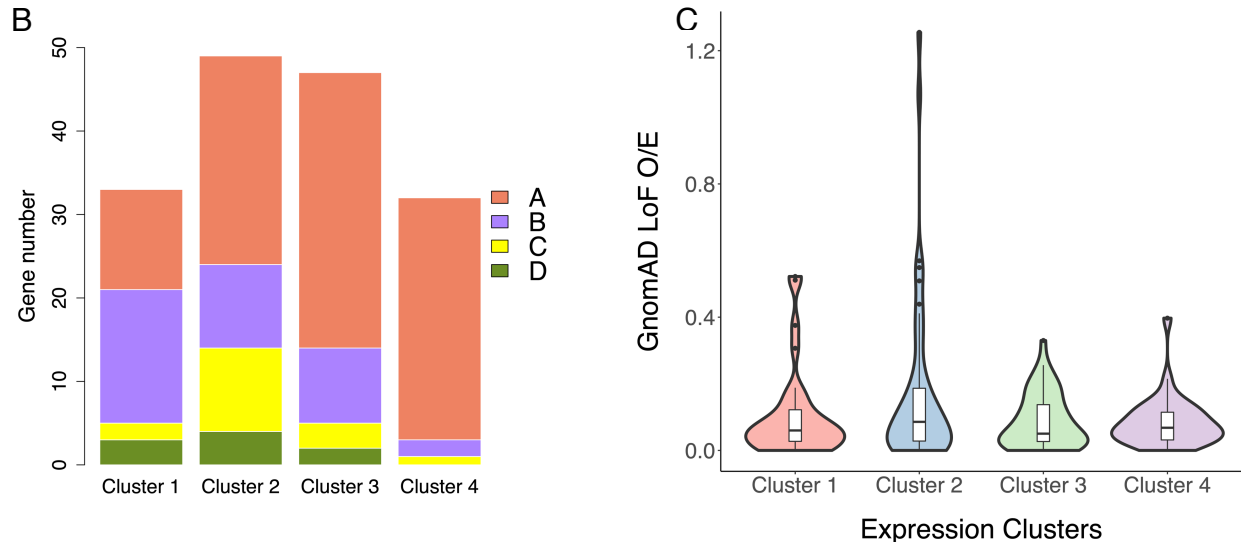 B
Gene number
50
40
30
20
10
0
Cluster 1 Cluster 2 Cluster 3 Cluster 4
A
B
C
D
C
GnomAD LoF O/E
1.2
0.8
0.4
0.0
Cluster 1 Cluster 2 Cluster 3 Cluster 4
Expression Clusters